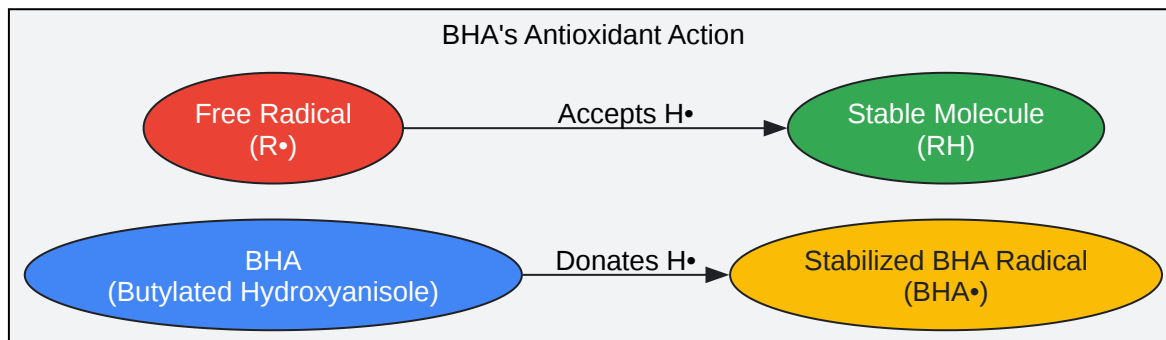 BHA's Antioxidant Action
Free Radical
(R•)
Accepts H•
Stable Molecule
(RH)
BHA
(Butylated Hydroxyanisole)
Donates H•
Stabilized BHA Radical
(BHA•)